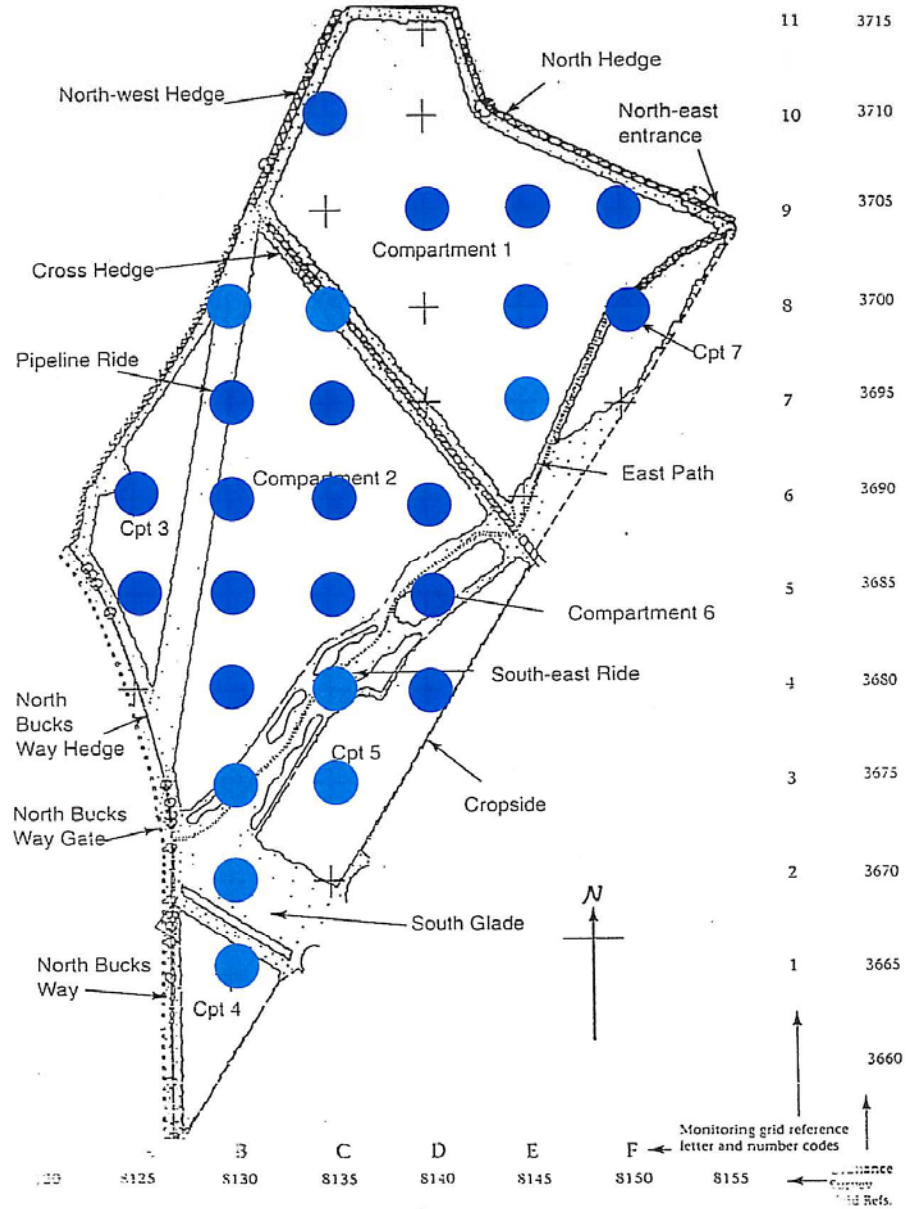 11 3715
North Hedge
North-west Hedge
North-east
entrance
10 3710
9 3705
Compartment 1
Cross Hedge
8 3700
Cpt 7
Pipeline Ride
7 3695
East Path
Compartment 2
6 3690
Cpt 3
5 3685
Compartment 6
South-east Ride
4 3680
North
Bucks
Way Hedge
Cpt 5
3 3675
Cropside
North Bucks
Way Gate
2 3670
N
South Glade
North Bucks
Way
1 3665
Cpt 4
3660
Monitoring grid reference
letter and number codes
B C D E F
8125 8130 8135 8140 8145 8150 8155
Survey
Refs.